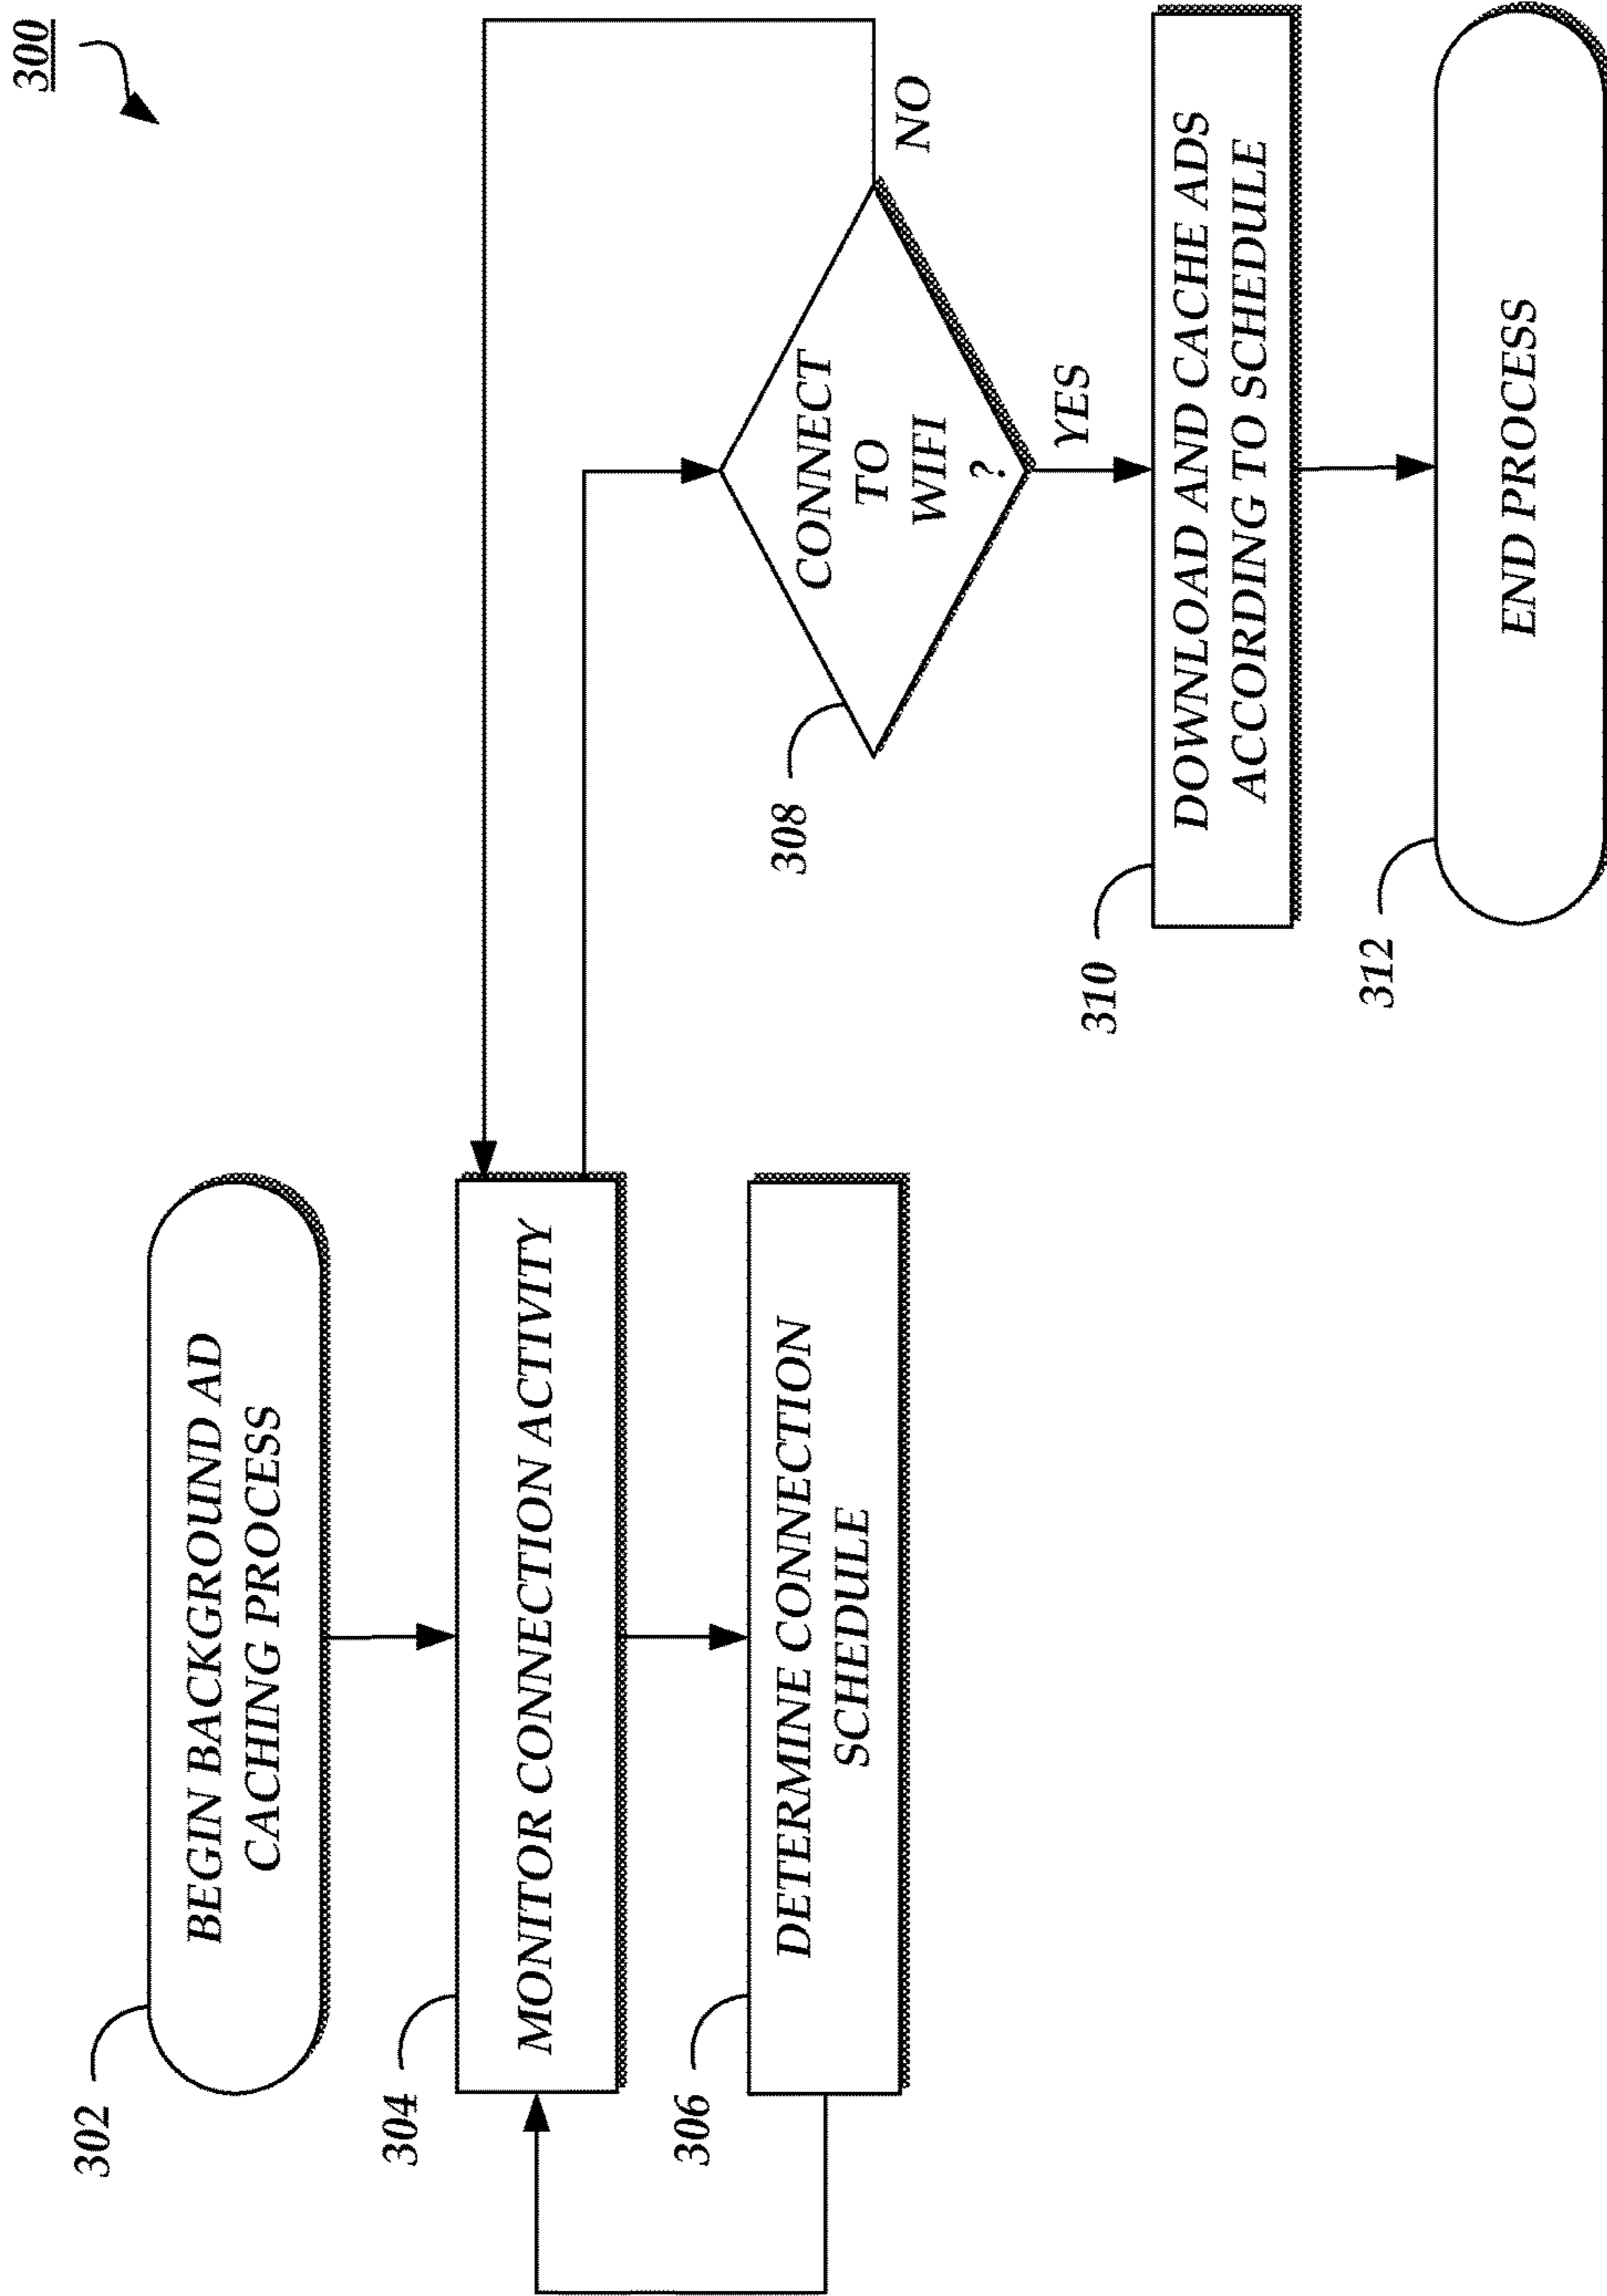 300
302
BEGIN BACKGROUND AD
CACHING PROCESS
304
MONITOR CONNECTION ACTIVITY
306
DETERMINE CONNECTION
SCHEDULE
308
CONNECT
TO
WIFI
?
NO
YES
310
DOWNLOAD AND CACHE ADS
ACCORDING TO SCHEDULE
312
END PROCESS